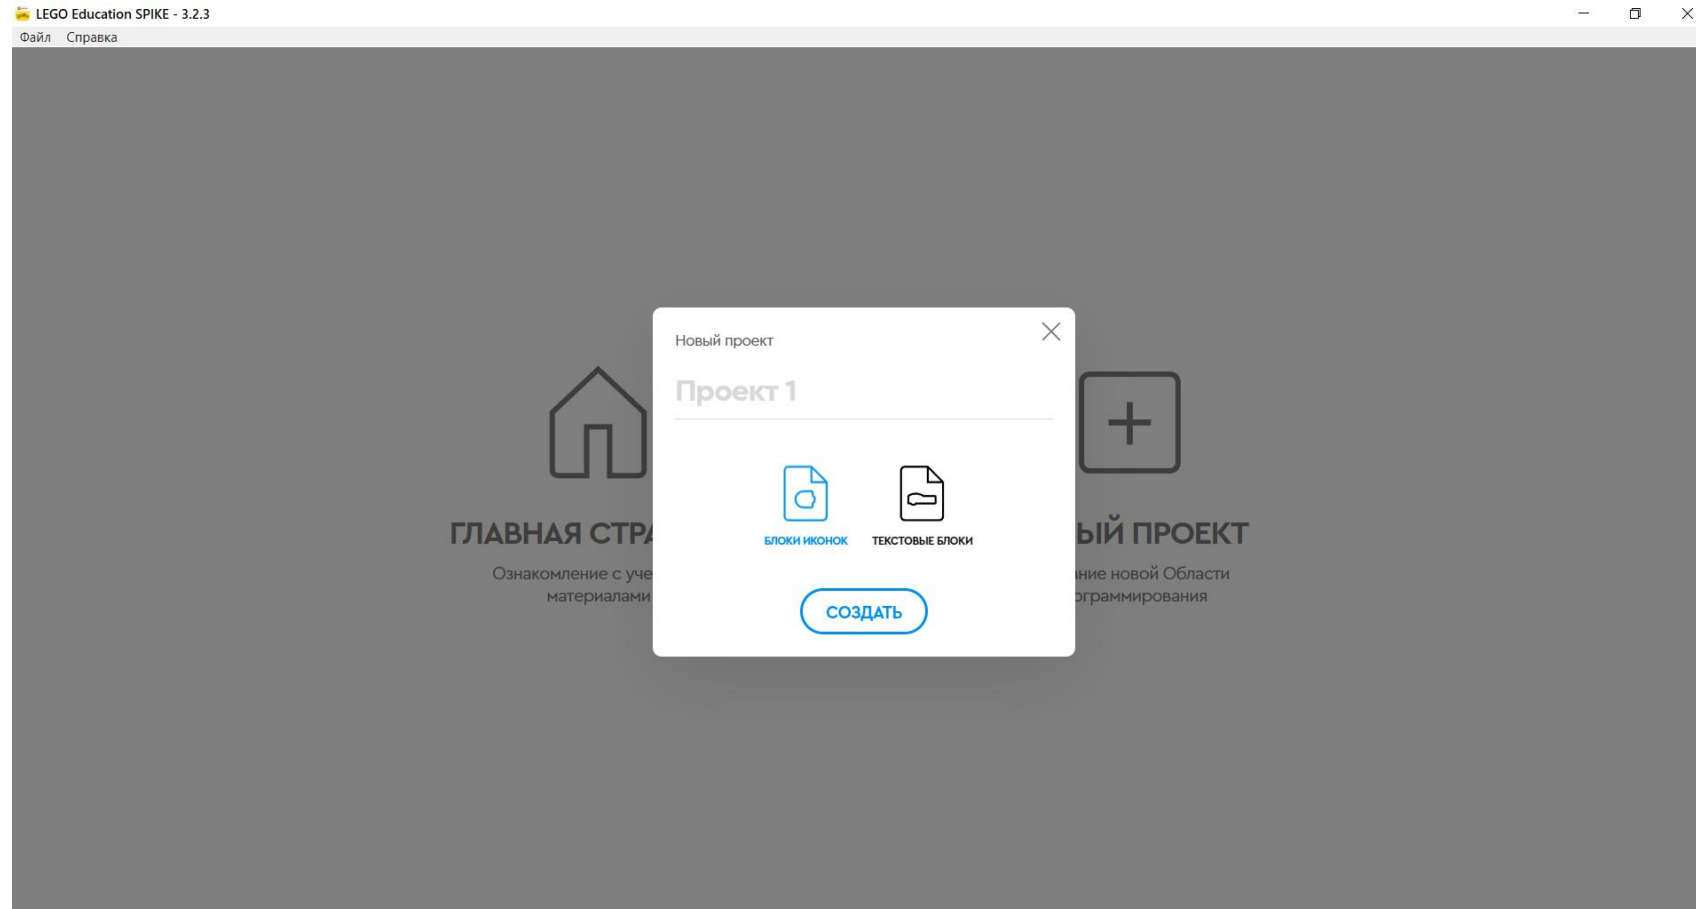 LEGO Education SPIKE - 3.2.3
Файл Справка
Новый проект
Проект 1
БЛОКИ ИКОНОК ТЕКСТОВЫЕ БЛОКИ
СОЗДАТЬ
ГЛАВНАЯ СТРА
Ознакомление с уче
материалами
ЫЙ ПРОЕКТ
ние новой Области
ограммирования